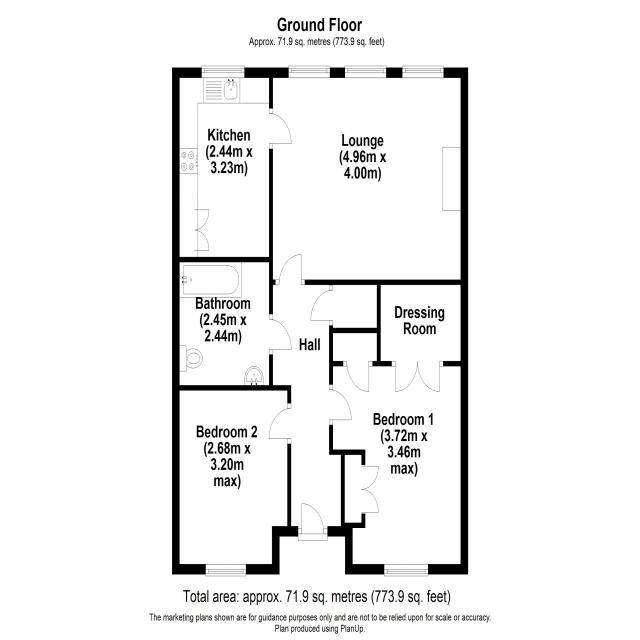 Ground Floor
Approx. 71.9 sq. metres (773.9 sq. feet)
Kitchen
(2.44m x
3.23m)
Lounge
(4.96m x
4.00m)
Bathroom
(2.45m x
2.44m)
Hall
Dressing
Room
Bedroom 2
(2.68m x
3.20m
max)
Bedroom 1
(3.72m x
3.46m
max)
Total area: approx. 71.9 sq. metres (773.9 sq. feet)
The marketing plans shown are for guidance purposes only and are not to be relied upon for scale or accuracy.
Plan produced using PlanUp.